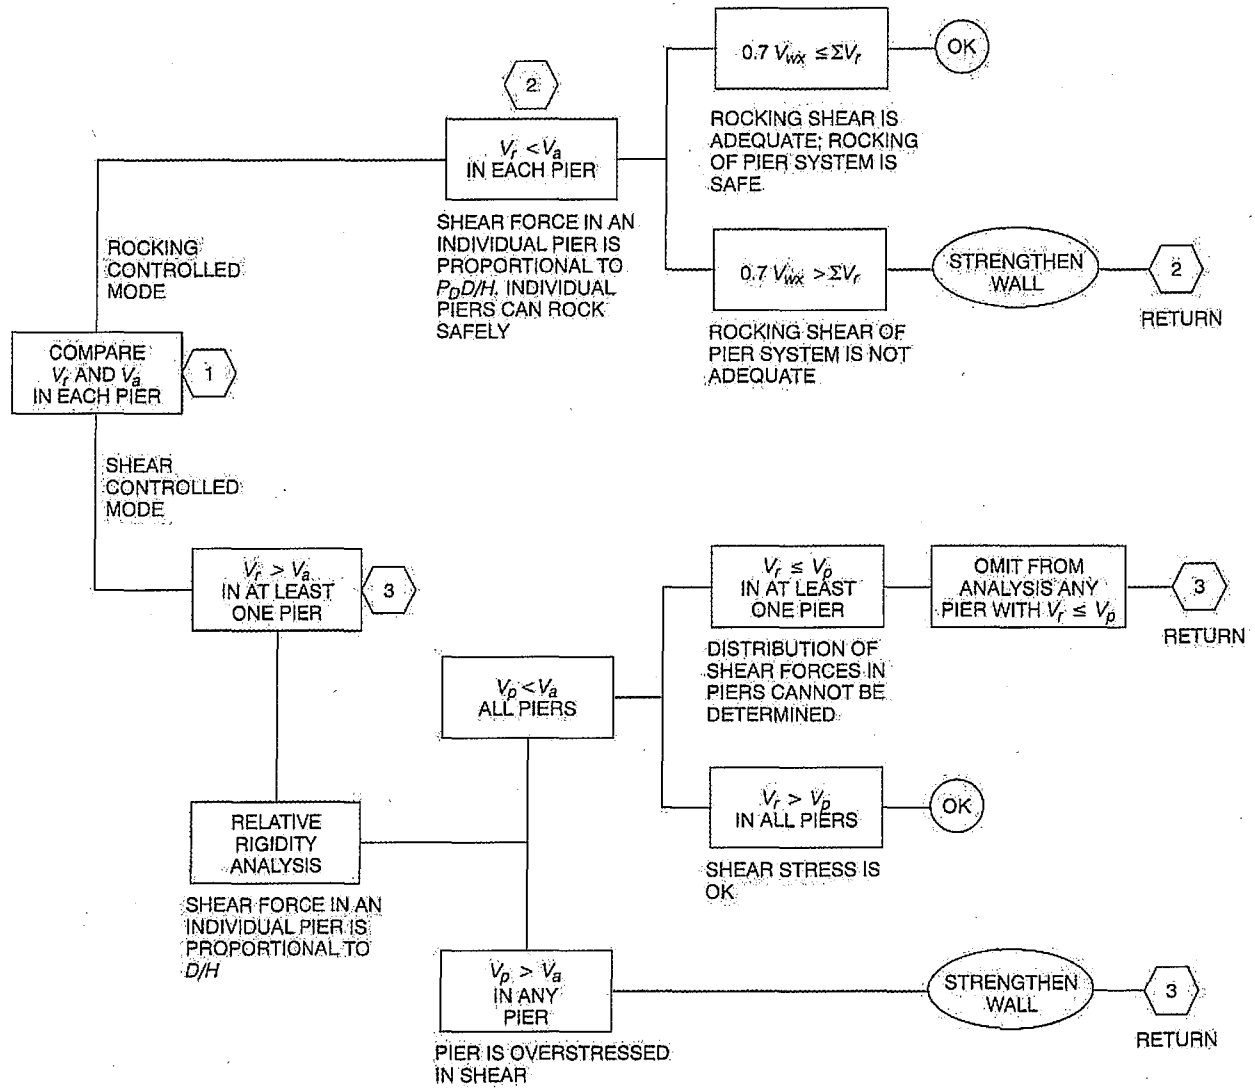 0.7 Vwx ≤ ΣVr
OK
2
ROCKING SHEAR IS
ADEQUATE; ROCKING
OF PIER SYSTEM IS
SAFE.
Vr < Va
IN EACH PIER
SHEAR FORCE IN AN
INDIVIDUAL PIER IS
PROPORTIONAL TO
PDD/H. INDIVIDUAL
PIERS CAN ROCK
SAFELY
0.7 Vwx > ΣVr
STRENGTHEN
WALL
2
RETURN
ROCKING SHEAR OF
PIER SYSTEM IS NOT
ADEQUATE
ROCKING
CONTROLLED
MODE
COMPARE
Vr AND Va
IN EACH PIER
1
SHEAR
CONTROLLED
MODE
Vr > Va
IN AT LEAST
ONE PIER
3
Vr ≤ Vp
IN AT LEAST
ONE PIER
OMIT FROM
ANALYSIS ANY
PIER WITH Vr ≤ Vp
3
RETURN
DISTRIBUTION OF
SHEAR FORCES IN
PIERS CANNOT BE
DETERMINED
Vp < Va
ALL PIERS
Vr > Vp
IN ALL PIERS
OK
SHEAR STRESS IS
OK
RELATIVE
RIGIDITY
ANALYSIS
SHEAR FORCE IN AN
INDIVIDUAL PIER IS
PROPORTIONAL TO
D/H
Vp > Va
IN ANY
PIER
STRENGTHEN
WALL
3
RETURN
PIER IS OVERSTRESSED
IN SHEAR